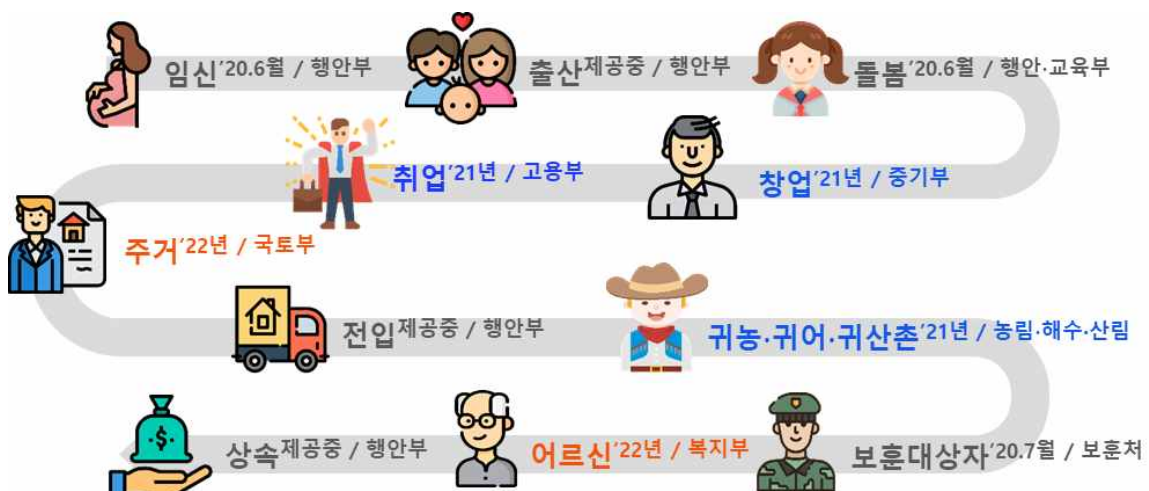 임신'20.6월 / 행안부
출산제공중 / 행안부
돌봄'20.6월 / 행안·교육부
취업'21년 / 고용부
창업'21년 / 중기부
주거'22년 / 국토부
전입제공중 / 행안부
귀농·귀어·귀산촌'21년 / 농림·해수·산림
상속제공중 / 행안부
어르신'22년 / 복지부
보훈대상자'20.7월 / 보훈처